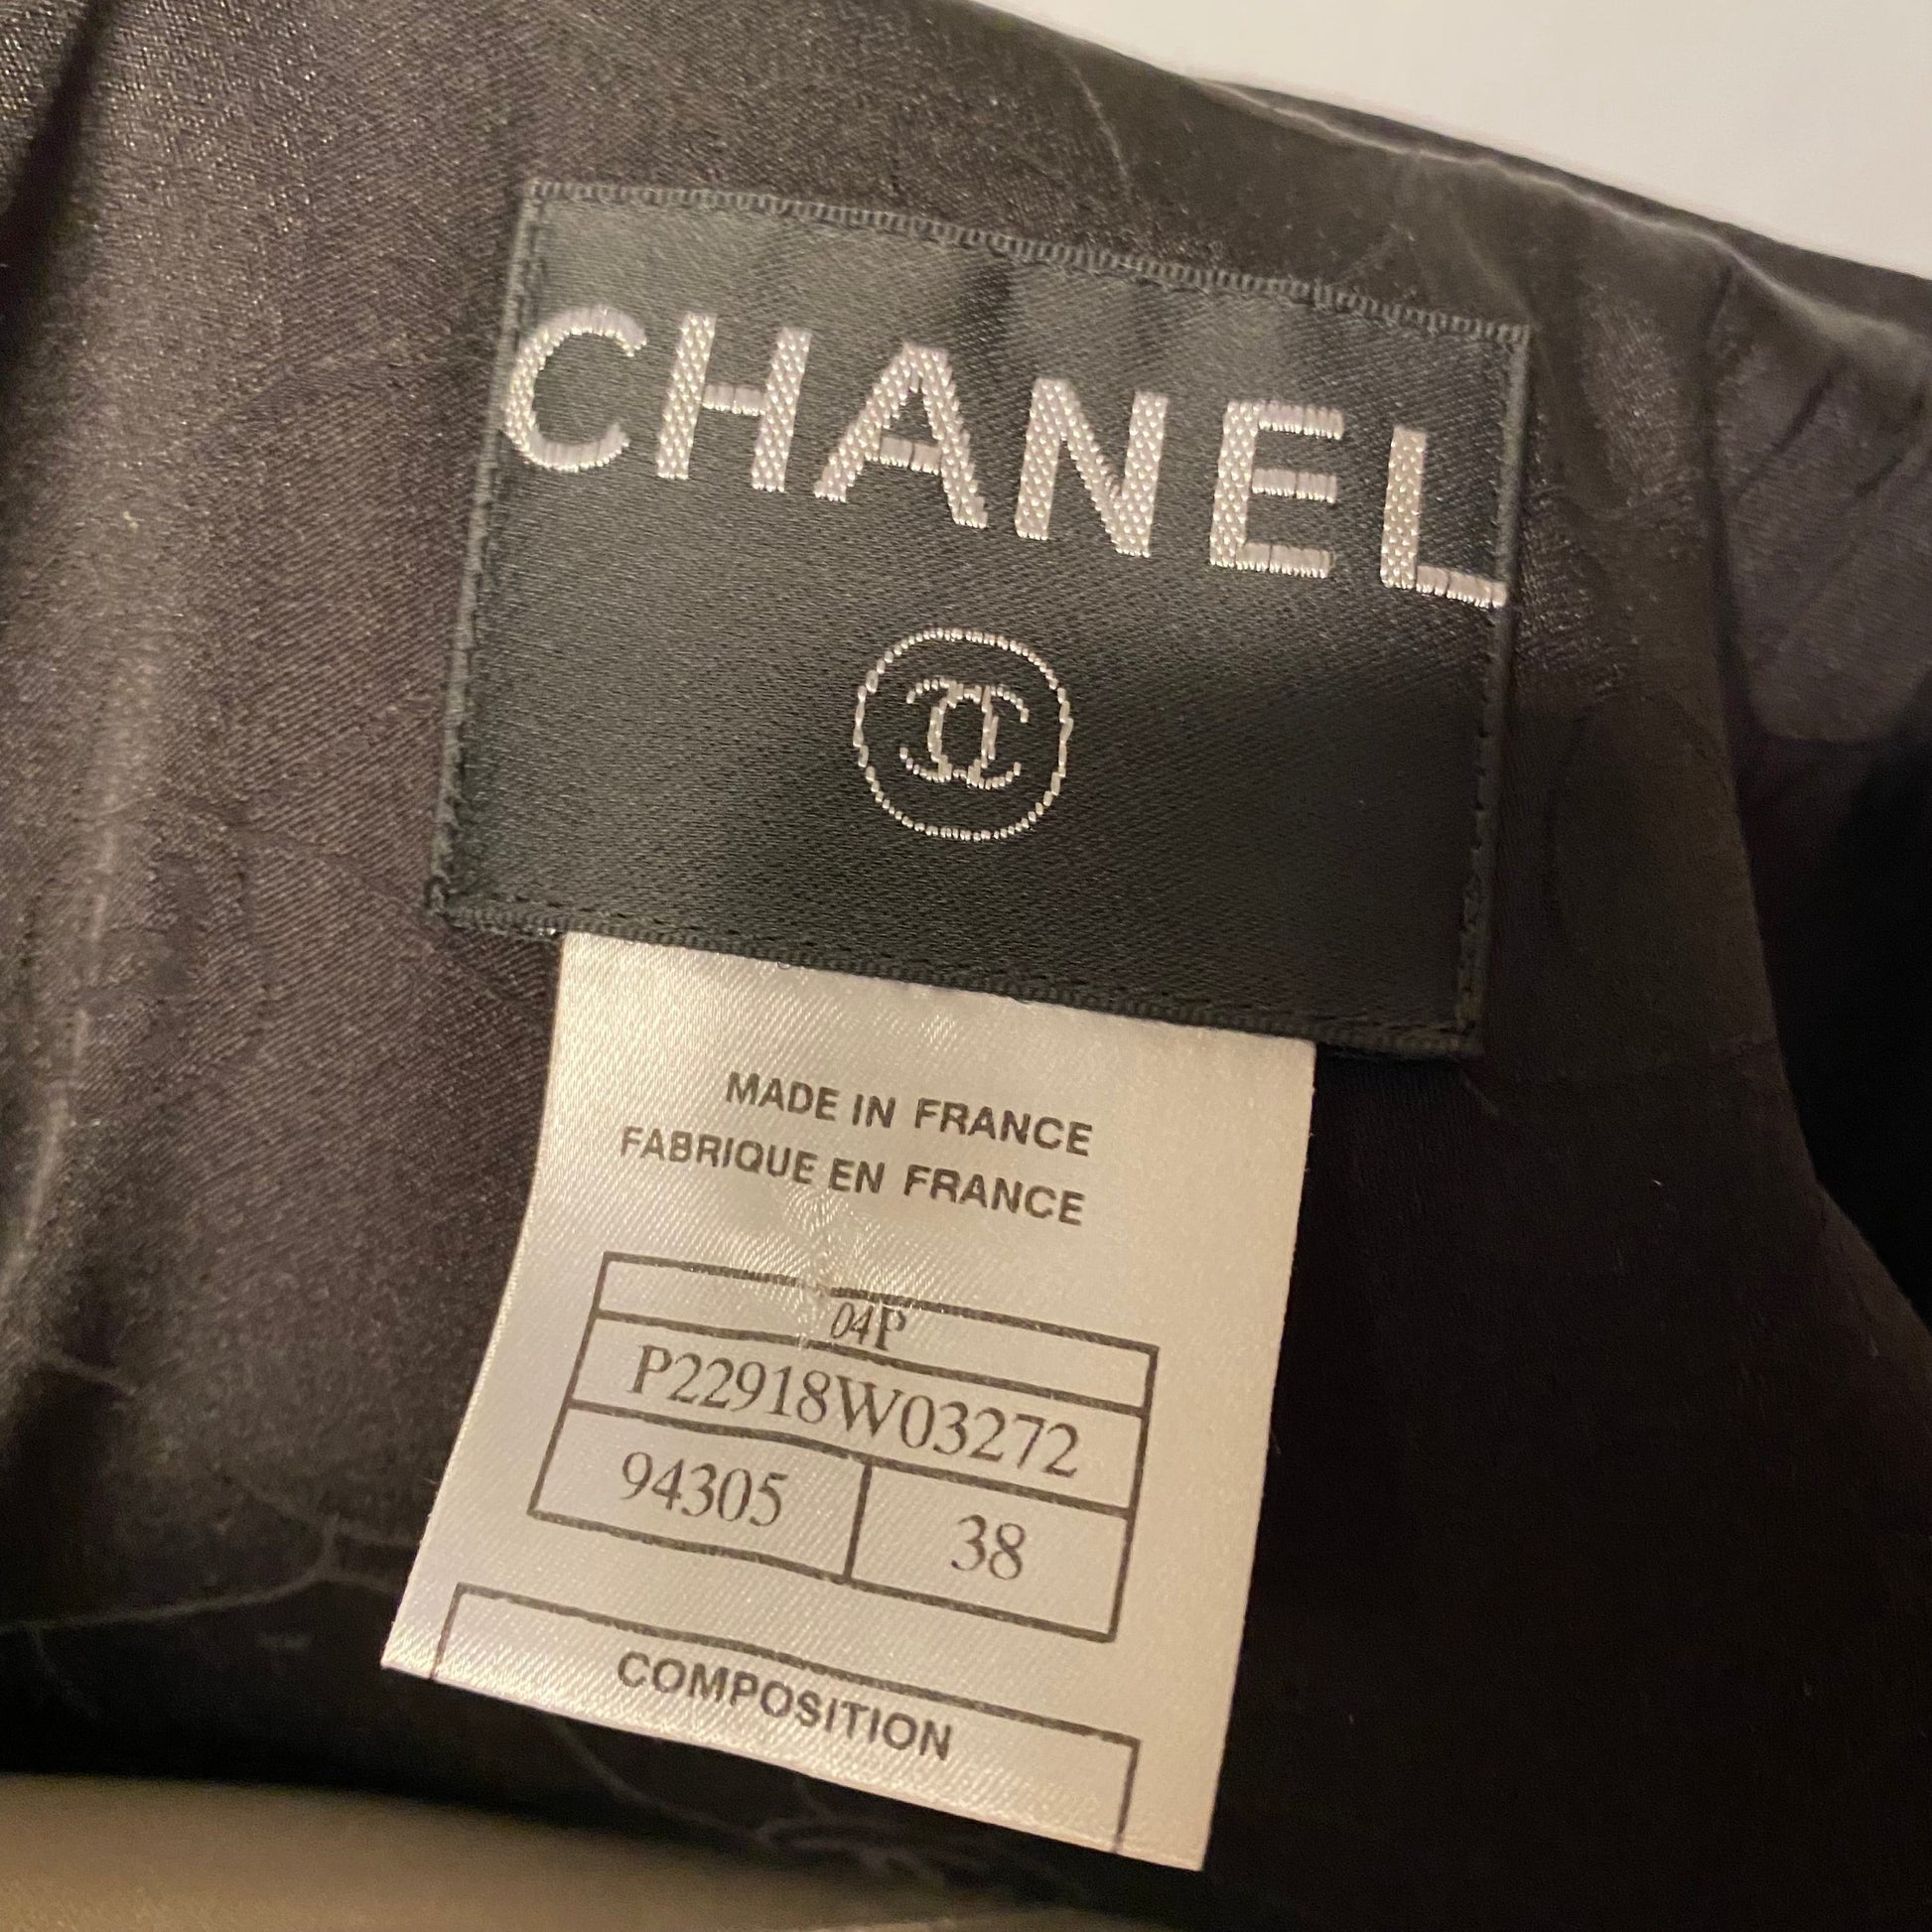 CHANEL
MADE IN FRANCE
FABRIQUE EN FRANCE
04P
P22918W03272
94305 38
COMPOSITION